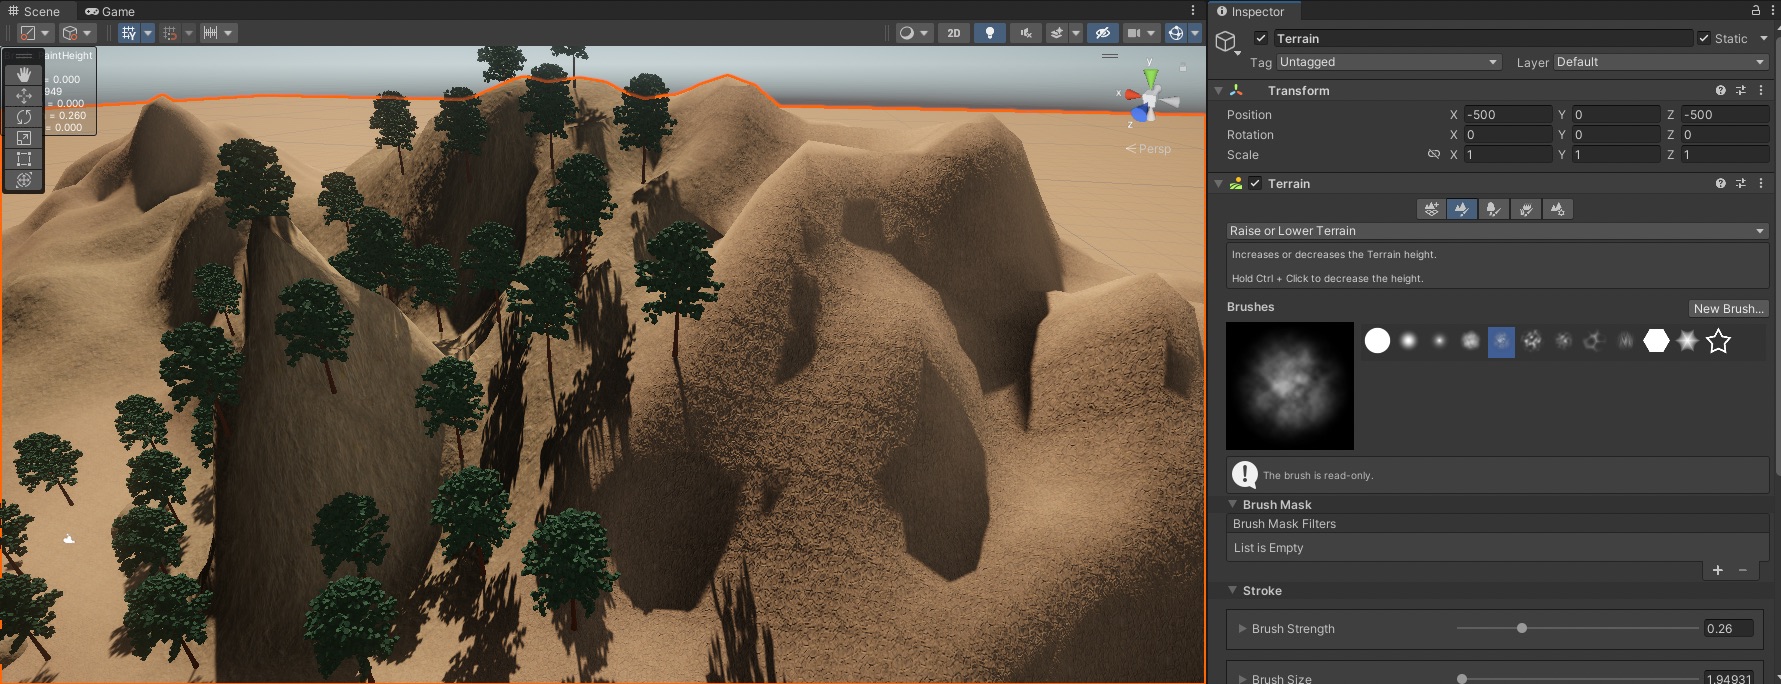 Scene
Game
2D
aintHeight
= 0.000
949
= 0.000
= 0.260
= 0.000
y
x
z
Persp
Inspector
Terrain
Static
Tag Untagged
Layer Default
Transform
Position X -500 Y 0 Z -500
Rotation X 0 Y 0 Z 0
Scale X 1 Y 1 Z 1
Terrain
Raise or Lower Terrain
Increases or decreases the Terrain height.
Hold Ctrl + Click to decrease the height.
Brushes
New Brush...
The brush is read-only.
Brush Mask
Brush Mask Filters
List is Empty
Stroke
Brush Strength 0.26
Brush Size 1.94931